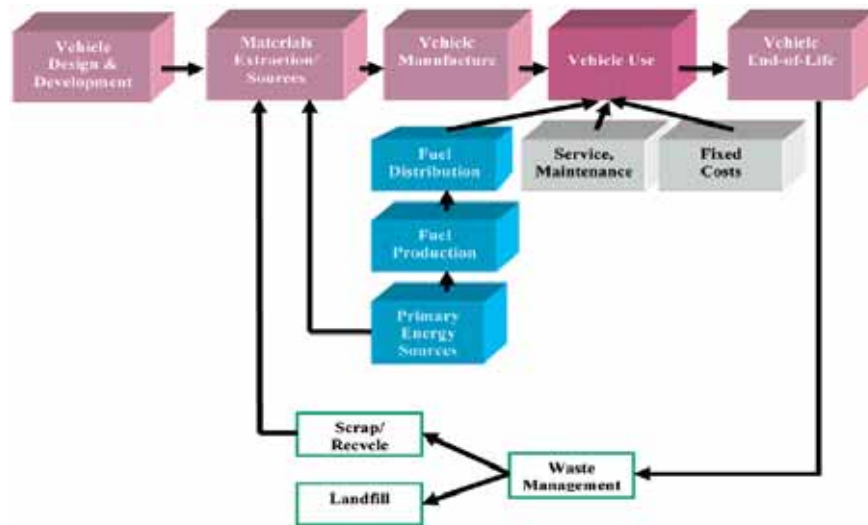 Vehicle
Design &
Development
Materials
Extraction/
Sources
Vehicle
Manufacture
Vehicle Use
Vehicle
End-of-Life
Fuel
Distribution
Service,
Maintenance
Fixed
Costs
Fuel
Production
Primary
Energy
Sources
Scrap/
Recycle
Waste
Management
Landfill